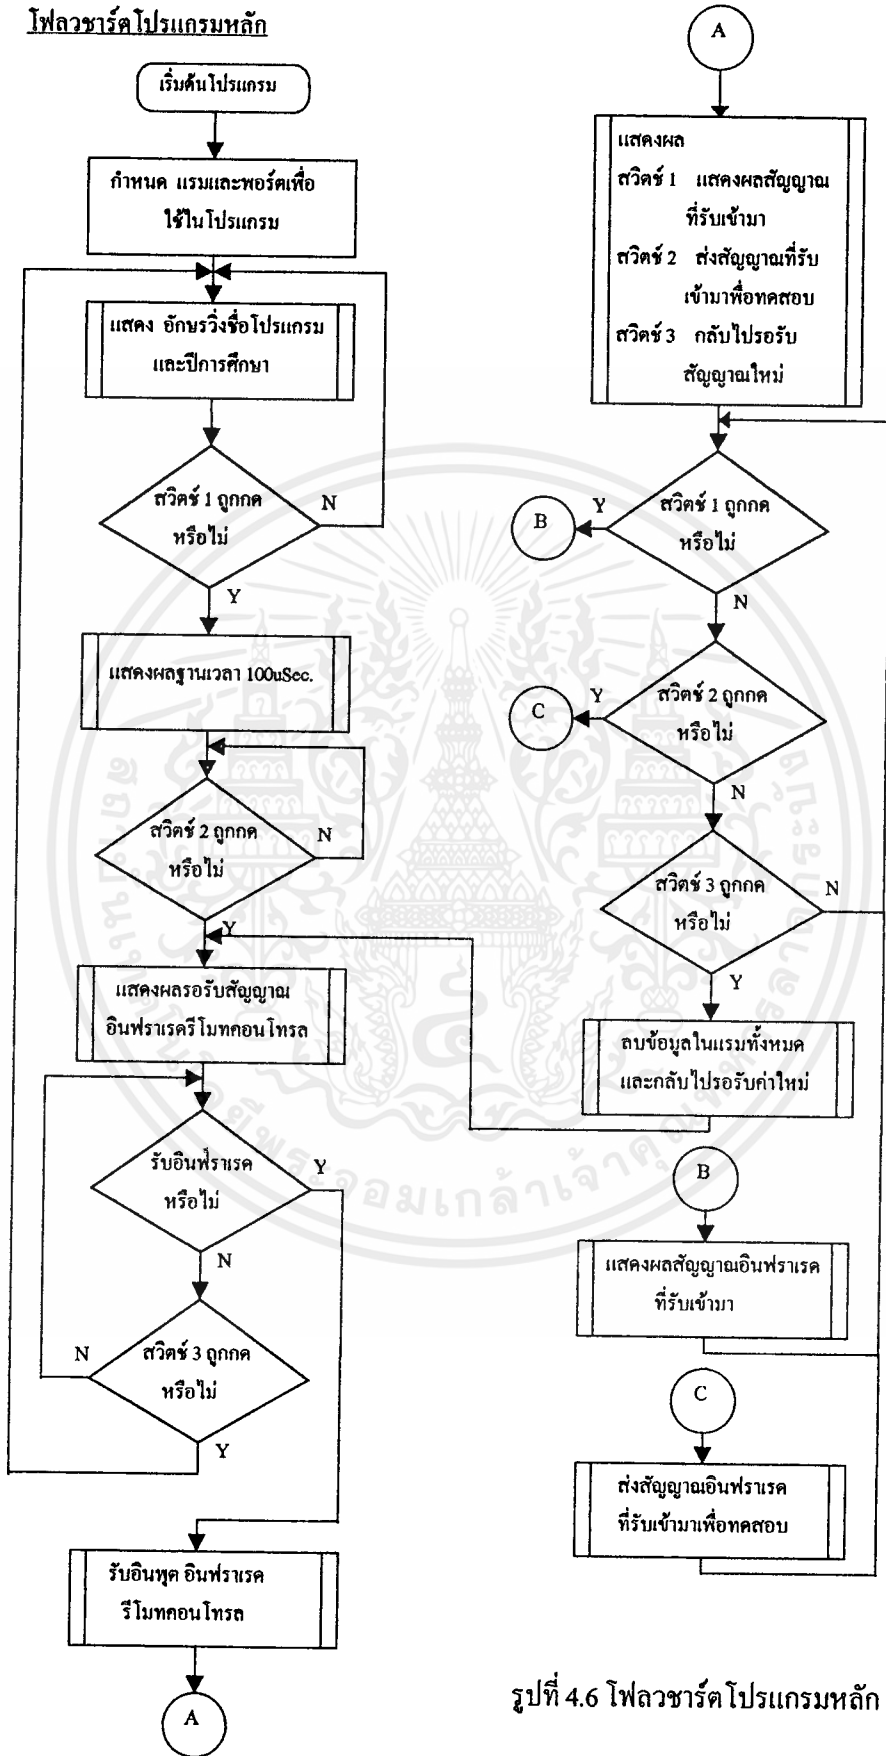 โฟลวชาร์ตโปรแกรมหลัก
เริ่มต้นโปรแกรม
กำหนด แรมและพอร์ตเพื่อ
ใช้ในโปรแกรม
แสดง อักษรวิ่งชื่อโปรแกรม
และปีการศึกษา
สวิตช์ 1 ถูกกด
หรือไม่
N
Y
แสดงผลฐานเวลา 100uSec.
สวิตช์ 2 ถูกกด
หรือไม่
N
Y
แสดงผลรอรับสัญญาณ
อินฟราเรดรีโมทคอนโทรล
รับอินฟราเรด
หรือไม่
Y
N
สวิตช์ 3 ถูกกด
หรือไม่
N
Y
รับอินพุต อินฟราเรด
รีโมทคอนโทรล
A
A
แสดงผล
สวิตช์ 1 แสดงผลสัญญาณ
ที่รับเข้ามา
สวิตช์ 2 ส่งสัญญาณที่รับ
เข้ามาพื่อทดสอบ
สวิตช์ 3 กลับไปรอรับ
สัญญาณใหม่
สวิตช์ 1 ถูกกด
หรือไม่
Y
B
N
สวิตช์ 2 ถูกกด
หรือไม่
Y
C
N
สวิตช์ 3 ถูกกด
หรือไม่
N
Y
ลบข้อมูลในแรมทั้งหมด
และกลับไปรอรับค่าใหม่
B
แสดงผลสัญญาณอินฟราเรด
ที่รับเข้ามา
C
ส่งสัญญาณอินฟราเรด
ที่รับเข้ามาเพื่อทดสอบ
รูปที่ 4.6 โฟลวชาร์ตโปรแกรมหลัก